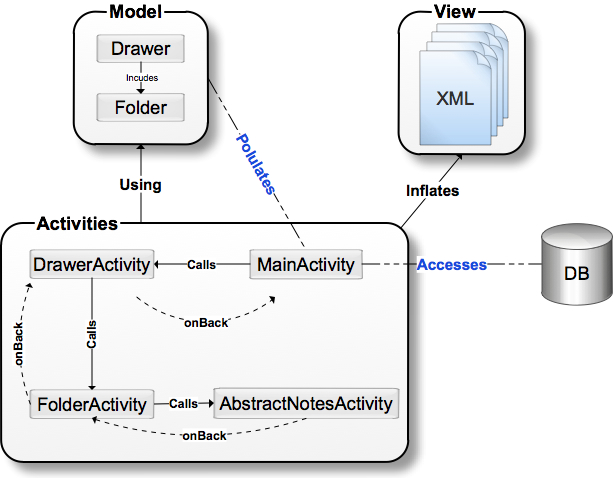 Model
View
Drawer
Incudes
Folder
XML
Polulates
Using
Inflates
Activities
DrawerActivity
Calls
MainActivity
Accesses
DB
onBack
Calls
onBack
FolderActivity
Calls
AbstractNotesActivity
onBack